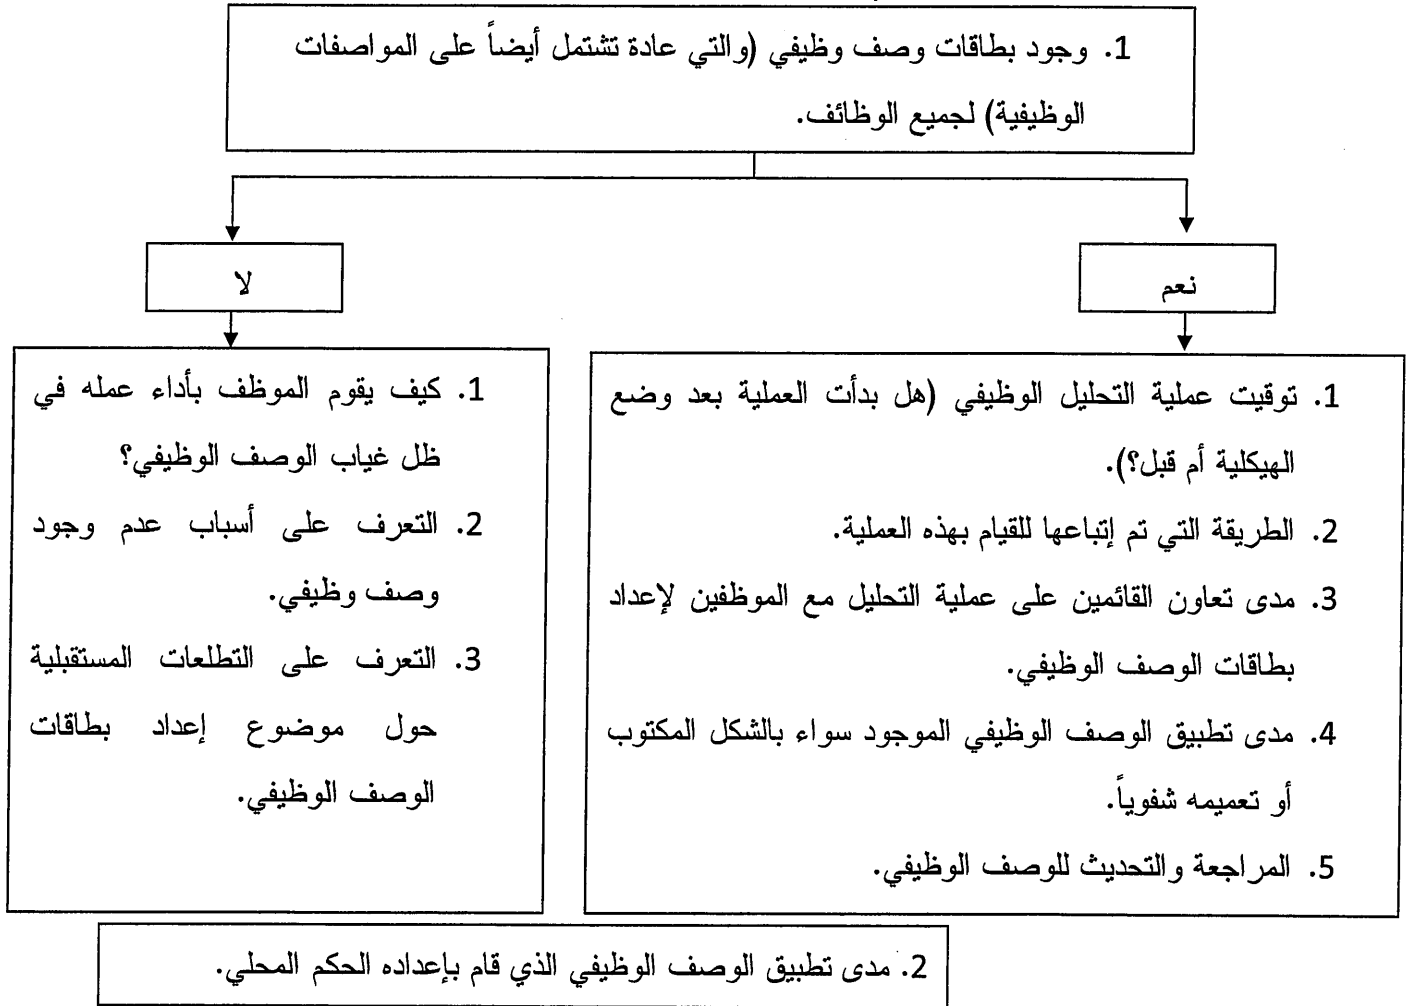 1. وجود بطاقات وصف وظيفي (والتي عادة تشتمل أيضاً على المواصفات
الوظيفية) لجميع الوظائف.
نعم
لا
1. توقيت عملية التحليل الوظيفي (هل بدأت العملية بعد وضع
الهيكلية أم قبل؟).
2. الطريقة التي تم إتباعها للقيام بهذه العملية.
3. مدى تعاون القائمين على عملية التحليل مع الموظفين لإعداد
بطاقات الوصف الوظيفي.
4. مدى تطبيق الوصف الوظيفي الموجود سواء بالشكل المكتوب
أو تعميمه شفوياً.
5. المراجعة والتحديث للوصف الوظيفي.
1. كيف يقوم الموظف بأداء عمله في
ظل غياب الوصف الوظيفي؟
2. التعرف على أسباب عدم وجود
وصف وظيفي.
3. التعرف على التطلعات المستقبلية
حول موضوع إعداد بطاقات
الوصف الوظيفي.
2. مدى تطبيق الوصف الوظيفي الذي قام بإعداده الحكم المحلي.